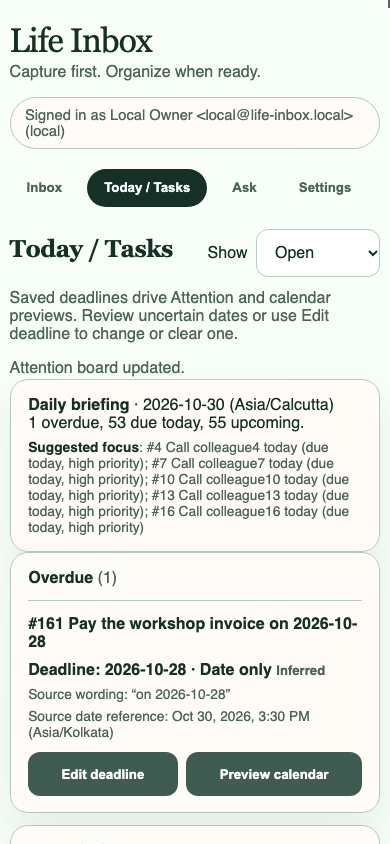 Life Inbox
Capture first. Organize when ready.
Signed in as Local Owner <local@life-inbox.local>
(local)
Inbox
Today / Tasks
Ask
Settings
Today / Tasks
Show
Open
Saved deadlines drive Attention and calendar
previews. Review uncertain dates or use Edit
deadline to change or clear one.
Attention board updated.
Daily briefing · 2026-10-30 (Asia/Calcutta)
1 overdue, 53 due today, 55 upcoming.
Suggested focus: #4 Call colleague4 today (due
today, high priority); #7 Call colleague7 today (due
today, high priority); #10 Call colleague10 today (due
today, high priority); #13 Call colleague13 today (due
today, high priority); #16 Call colleague16 today (due
today, high priority)
Overdue (1)
#161 Pay the workshop invoice on 2026-10-
28
Deadline: 2026-10-28 · Date only Inferred
Source wording: “on 2026-10-28”
Source date reference: Oct 30, 2026, 3:30 PM
(Asia/Kolkata)
Edit deadline
Preview calendar